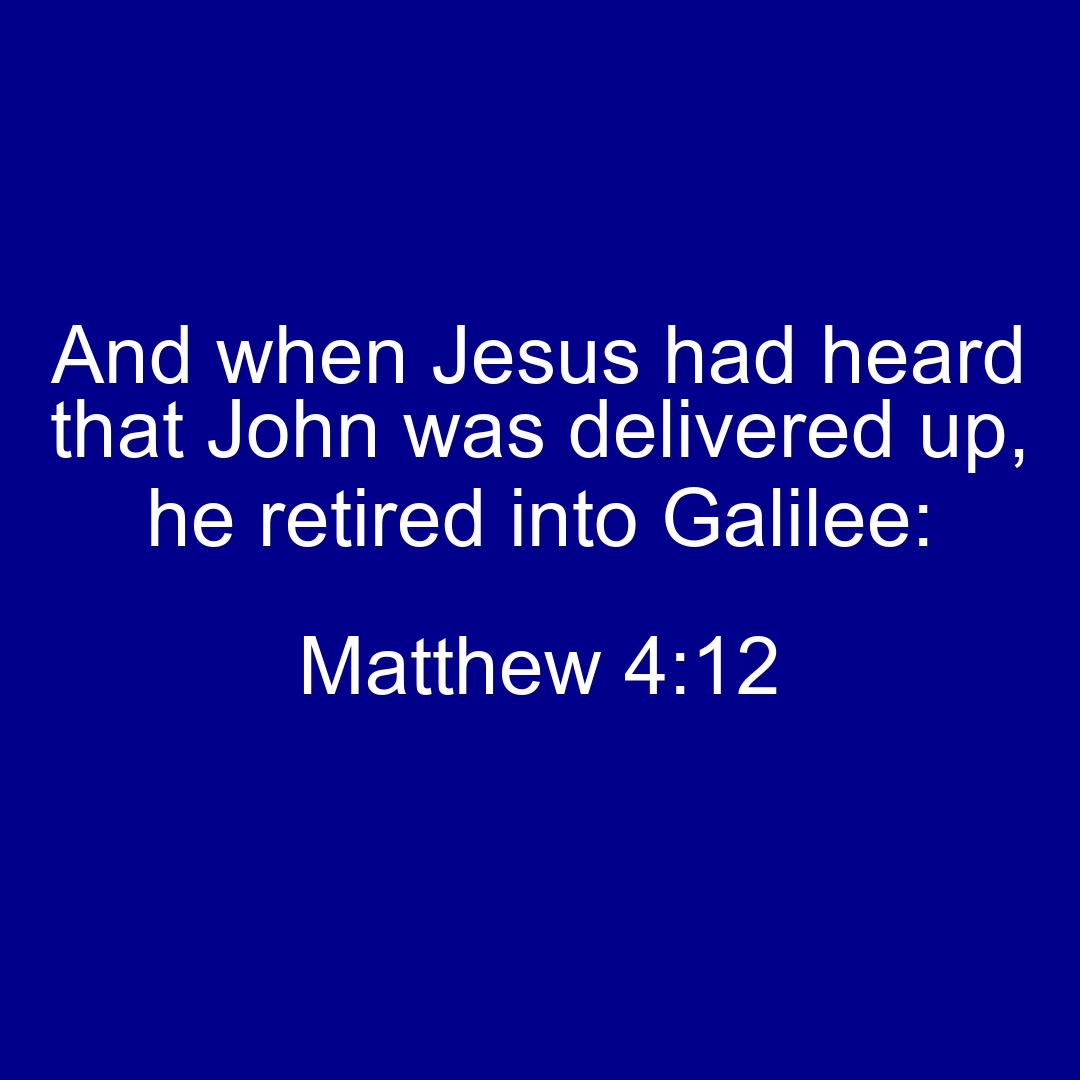 And when Jesus had heard
that John was delivered up,
he retired into Galilee:
Matthew 4:12